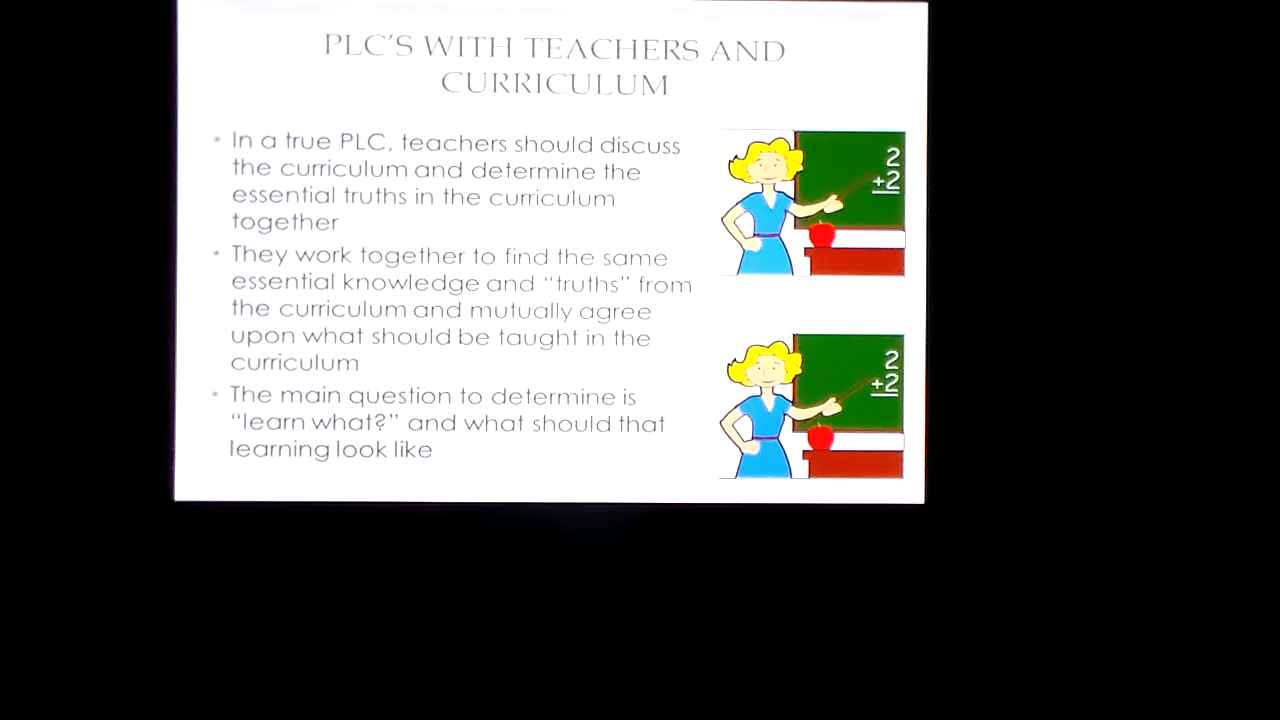 PLC'S WITH TEACHERS AND
CURRICULUM
• In a true PLC, teachers should discuss
the curriculum and determine the
essential truths in the curriculum
together
• They work together to find the same
essential knowledge and "truths" from
the curriculum and mutually agree
upon what should be taught in the
curriculum
• The main question to determine is
"learn what?" and what should that
learning look like
2
+2
2
+2